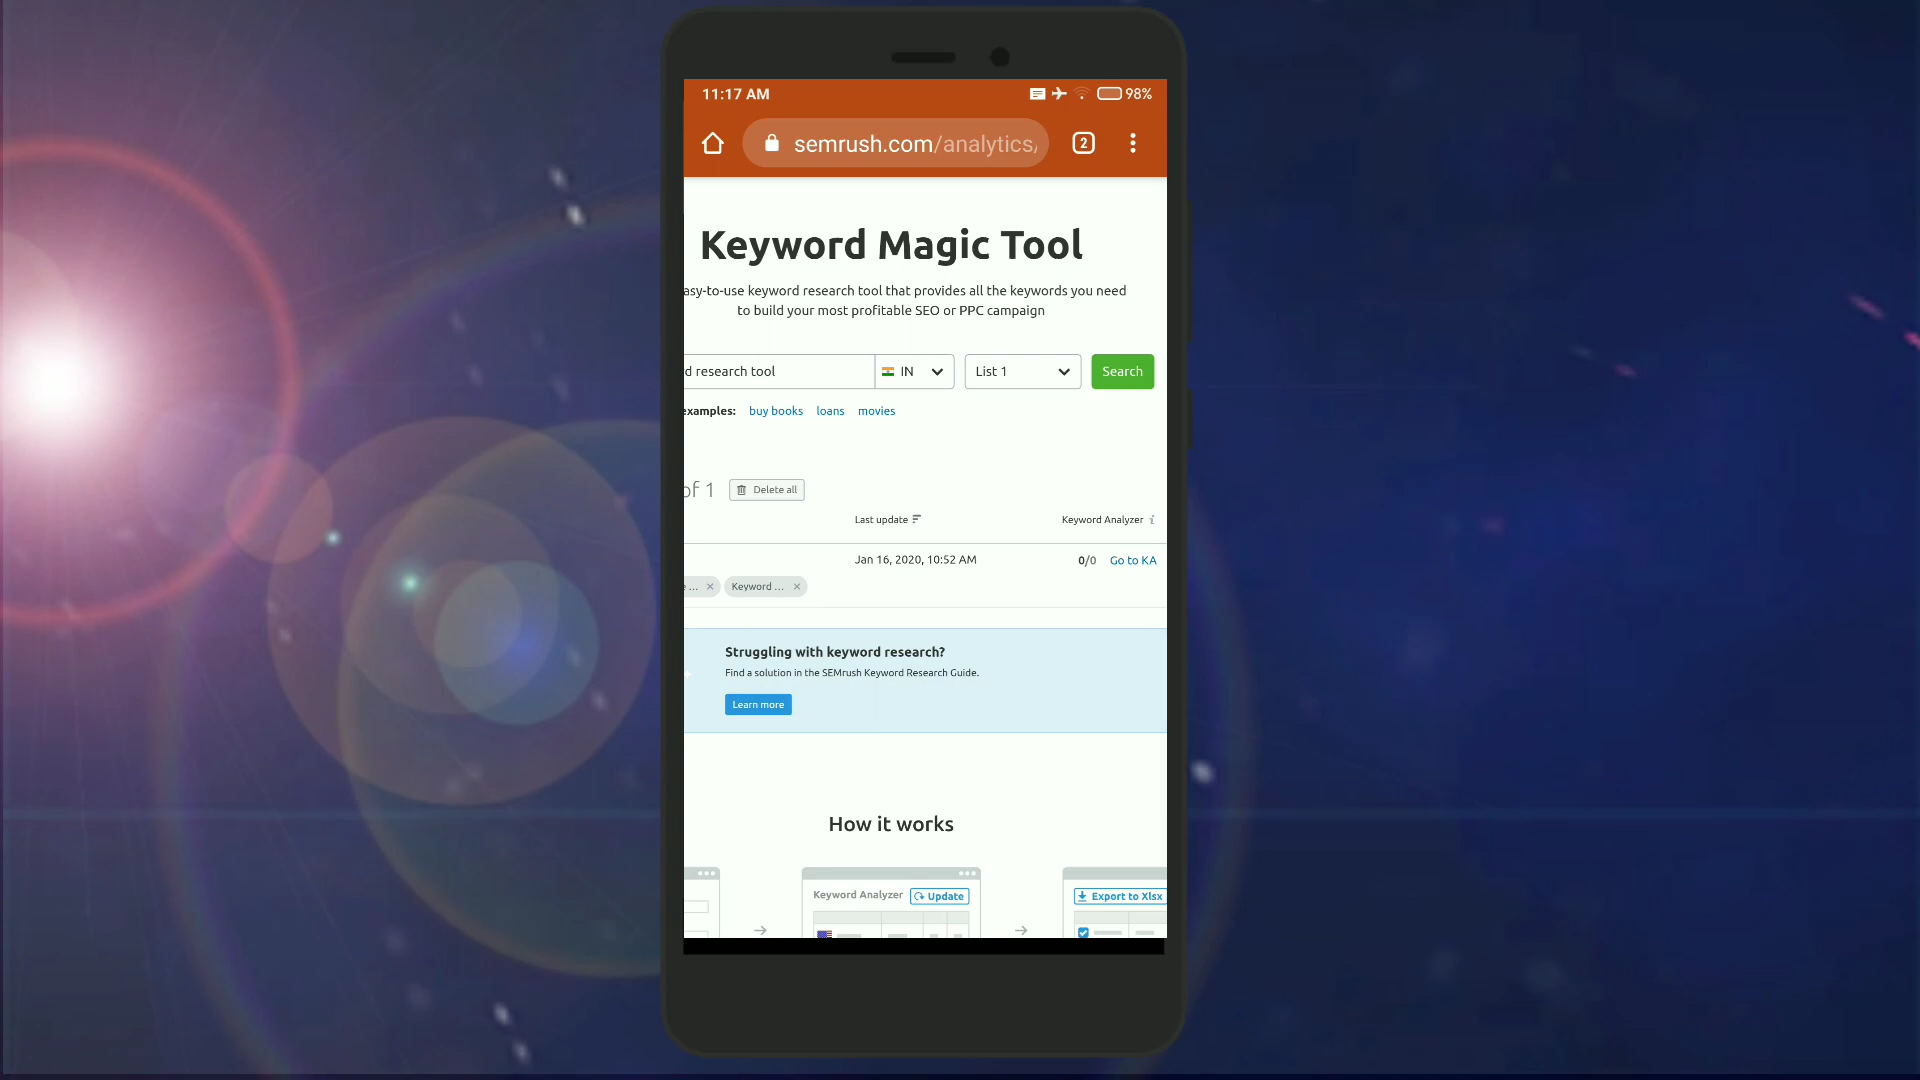 11:17 AM
98%
semrush.com/analytics/
2
Keyword Magic Tool
asy-to-use keyword research tool that provides all the keywords you need
to build your most profitable SEO or PPC campaign
d research tool
IN
List 1
Search
examples: buy books loans movies
of 1
Delete all
Last update
Keyword Analyzer i
Jan 16, 2020, 10:52 AM
0/0
Go to KA
e ... ×
Keyword ... ×
Struggling with keyword research?
Find a solution in the SEMrush Keyword Research Guide.
Learn more
How it works
Keyword Analyzer
Update
Export to Xlsx